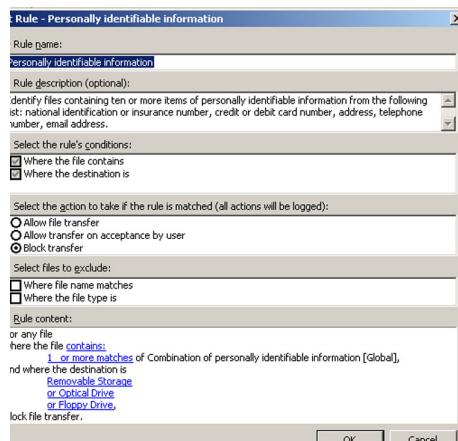 t Rule - Personally identifiable information
Rule name:
Personally identifiable information
Rule description (optional):
Identify files containing ten or more items of personally identifiable information from the following
list: national identification or insurance number, credit or debit card number, address, telephone
number, email address.
Select the rule's conditions:
Where the file contains
Where the destination is
Select the action to take if the rule is matched (all actions will be logged):
Allow file transfer
Allow transfer on acceptance by user
Block transfer
Select files to exclude:
Where file name matches
Where the file type is
Rule content:
or any file
here the file contains:
1 or more matches of Combination of personally identifiable information [Global],
nd where the destination is
Removable Storage
or Optical Drive
or Floppy Drive,
lock file transfer.
OK Cancel